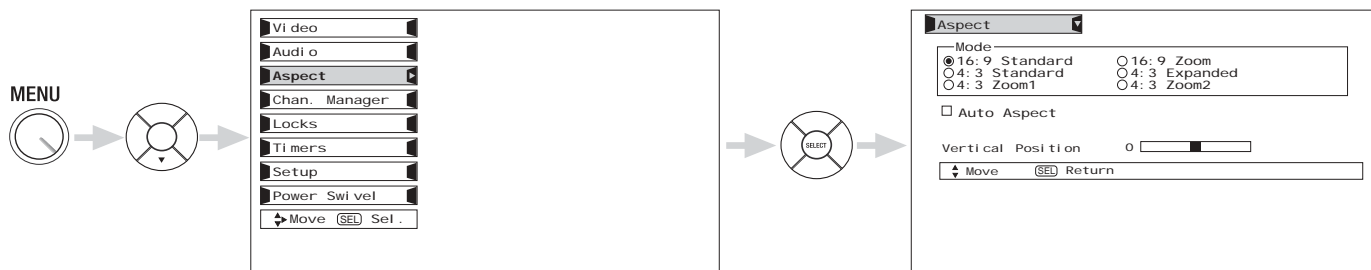 MENU
Video
Audio
Aspect
Chan. Manager
Locks
Timers
Setup
Power Swivel
Move SEL Sel.
SELECT
Aspect
Mode
16:9 Standard 16:9 Zoom
4:3 Standard 4:3 Expanded
4:3 Zoom1 4:3 Zoom2
Auto Aspect
Vertical Position 0
Move SEL Return